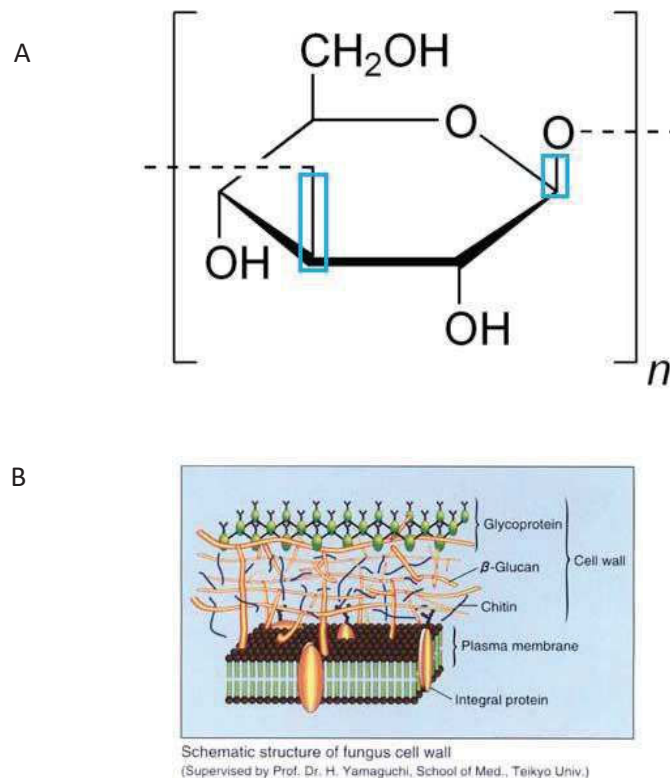 A
CH₂OH
O
O
OH
OH
n
B
Glycoprotein
Cell wall
β-Glucan
Chitin
Plasma membrane
Integral protein
Schematic structure of fungus cell wall
(Supervised by Prof. Dr. H. Yamaguchi, School of Med., Teikyo Univ.)